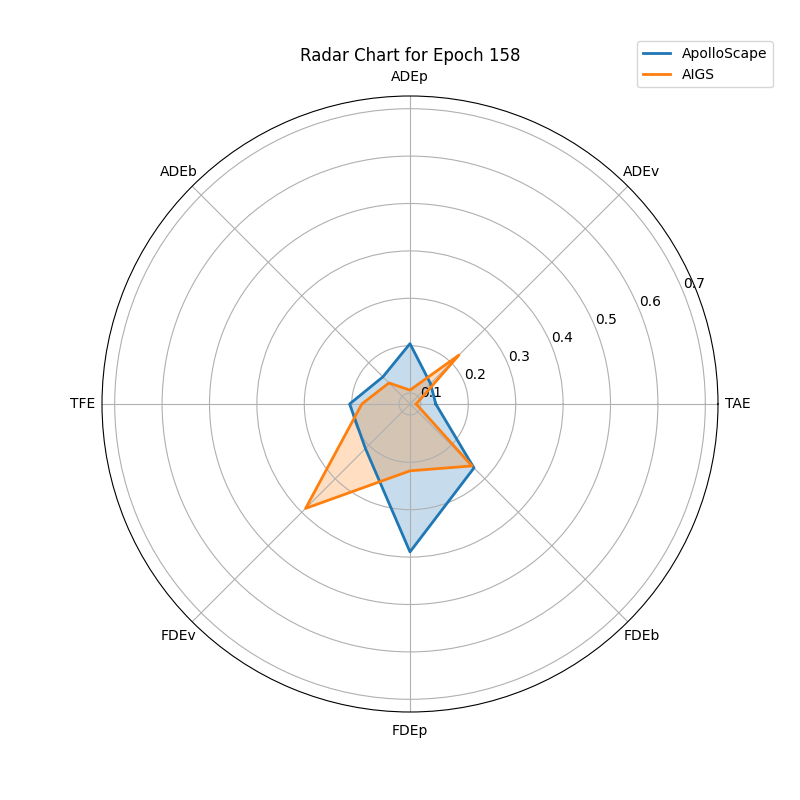 Radar Chart for Epoch 158
ApolloScape
AIGS
ADEp
ADEb
ADEv
0.7
0.6
0.5
0.4
0.3
0.2
0.1
TFE
TAE
FDEv
FDEb
FDEp